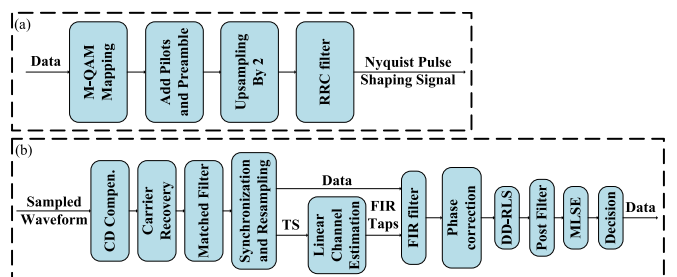 (a)
Data
M-QAM
Mapping
Add Pilots
and Preamble
Upsampling
By 2
RRC filter
Nyquist Pulse
Shaping Signal
(b)
Sampled
Waveform
CD Compen.
Carrier
Recovery
Matched Filter
Synchronization
and Resampling
Data
TS
Linear
Channel
Estimation
FIR
Taps
FIR filter
Phase
correction
DD-RLS
Post Filter
MLSE
Decision
Data